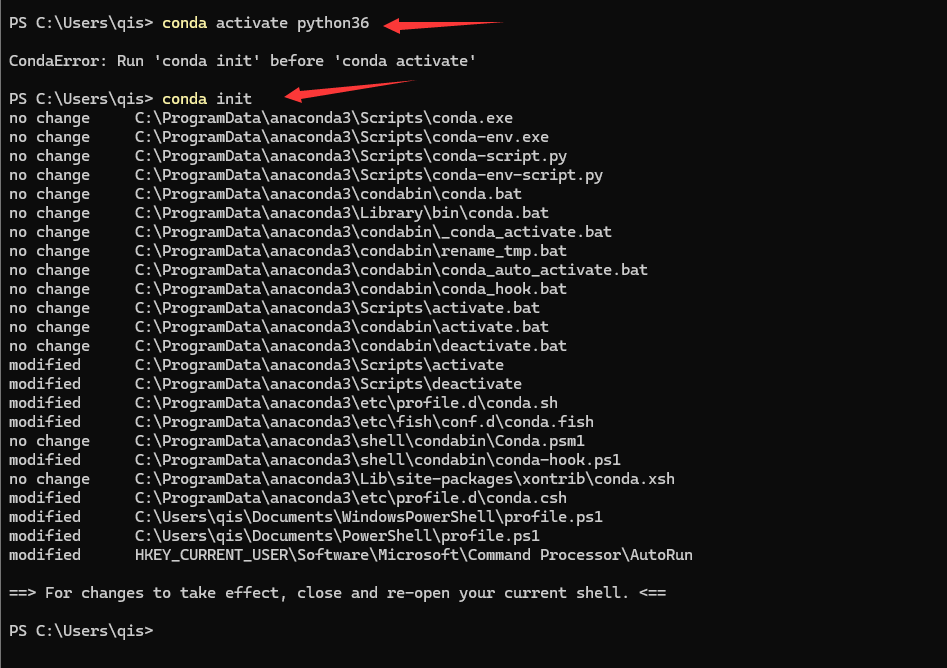 PS C:\Users\qis> conda activate python36
CondaError: Run 'conda init' before 'conda activate'
PS C:\Users\qis> conda init
no change     C:\ProgramData\anaconda3\Scripts\conda.exe
no change     C:\ProgramData\anaconda3\Scripts\conda-env.exe
no change     C:\ProgramData\anaconda3\Scripts\conda-script.py
no change     C:\ProgramData\anaconda3\Scripts\conda-env-script.py
no change     C:\ProgramData\anaconda3\condabin\conda.bat
no change     C:\ProgramData\anaconda3\Library\bin\conda.bat
no change     C:\ProgramData\anaconda3\condabin\_conda_activate.bat
no change     C:\ProgramData\anaconda3\condabin\rename_tmp.bat
no change     C:\ProgramData\anaconda3\condabin\conda_auto_activate.bat
no change     C:\ProgramData\anaconda3\condabin\conda_hook.bat
no change     C:\ProgramData\anaconda3\Scripts\activate.bat
no change     C:\ProgramData\anaconda3\condabin\activate.bat
no change     C:\ProgramData\anaconda3\condabin\deactivate.bat
modified      C:\ProgramData\anaconda3\Scripts\activate
modified      C:\ProgramData\anaconda3\Scripts\deactivate
modified      C:\ProgramData\anaconda3\etc\profile.d\conda.sh
modified      C:\ProgramData\anaconda3\etc\fish\conf.d\conda.fish
no change     C:\ProgramData\anaconda3\shell\condabin\Conda.psm1
modified      C:\ProgramData\anaconda3\shell\condabin\conda-hook.ps1
no change     C:\ProgramData\anaconda3\Lib\site-packages\xontrib\conda.xsh
modified      C:\ProgramData\anaconda3\etc\profile.d\conda.csh
modified      C:\Users\qis\Documents\WindowsPowerShell\profile.ps1
modified      C:\Users\qis\Documents\PowerShell\profile.ps1
modified      HKEY_CURRENT_USER\Software\Microsoft\Command Processor\AutoRun
==> For changes to take effect, close and re-open your current shell. <==
PS C:\Users\qis>